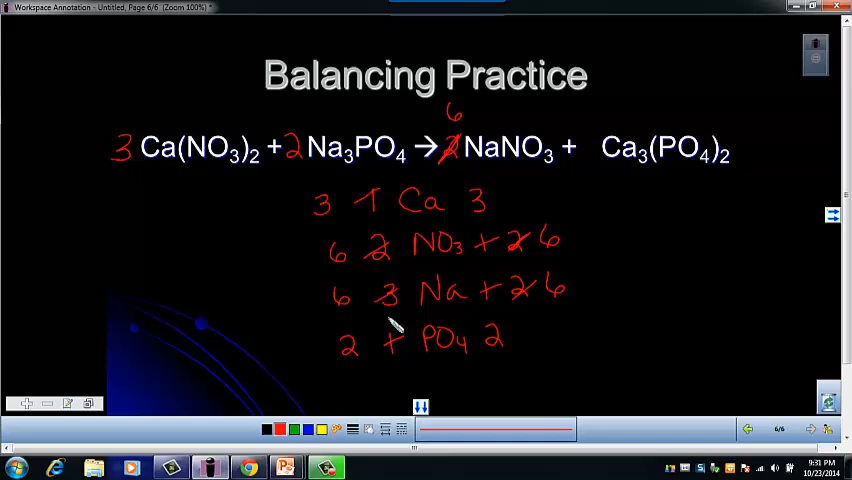 Workspace Annotation - Untitled, Page 6/6 (Zoom 100%) *
Balancing Practice
6
3 Ca(NO₃)₂ + 2 Na₃PO₄ → 2 NaNO₃ + Ca₃(PO₄)₂
3 1 Ca 3
6 2 NO₃ 1 2 6
6 3 Na 1 2 6
2 1 PO₄ 2
6/6
9:31 PM
10/23/2014